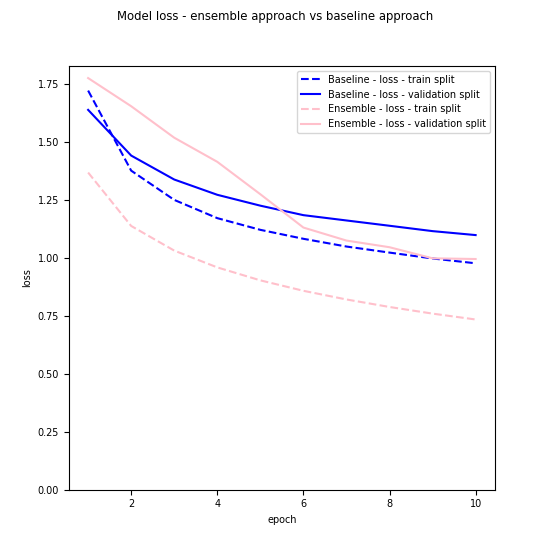 Model loss - ensemble approach vs baseline approach
Baseline - loss - train split
Baseline - loss - validation split
Ensemble - loss - train split
Ensemble - loss - validation split
1.75
1.50
1.25
1.00
0.75
0.50
0.25
0.00
loss
2
4
6
8
10
epoch